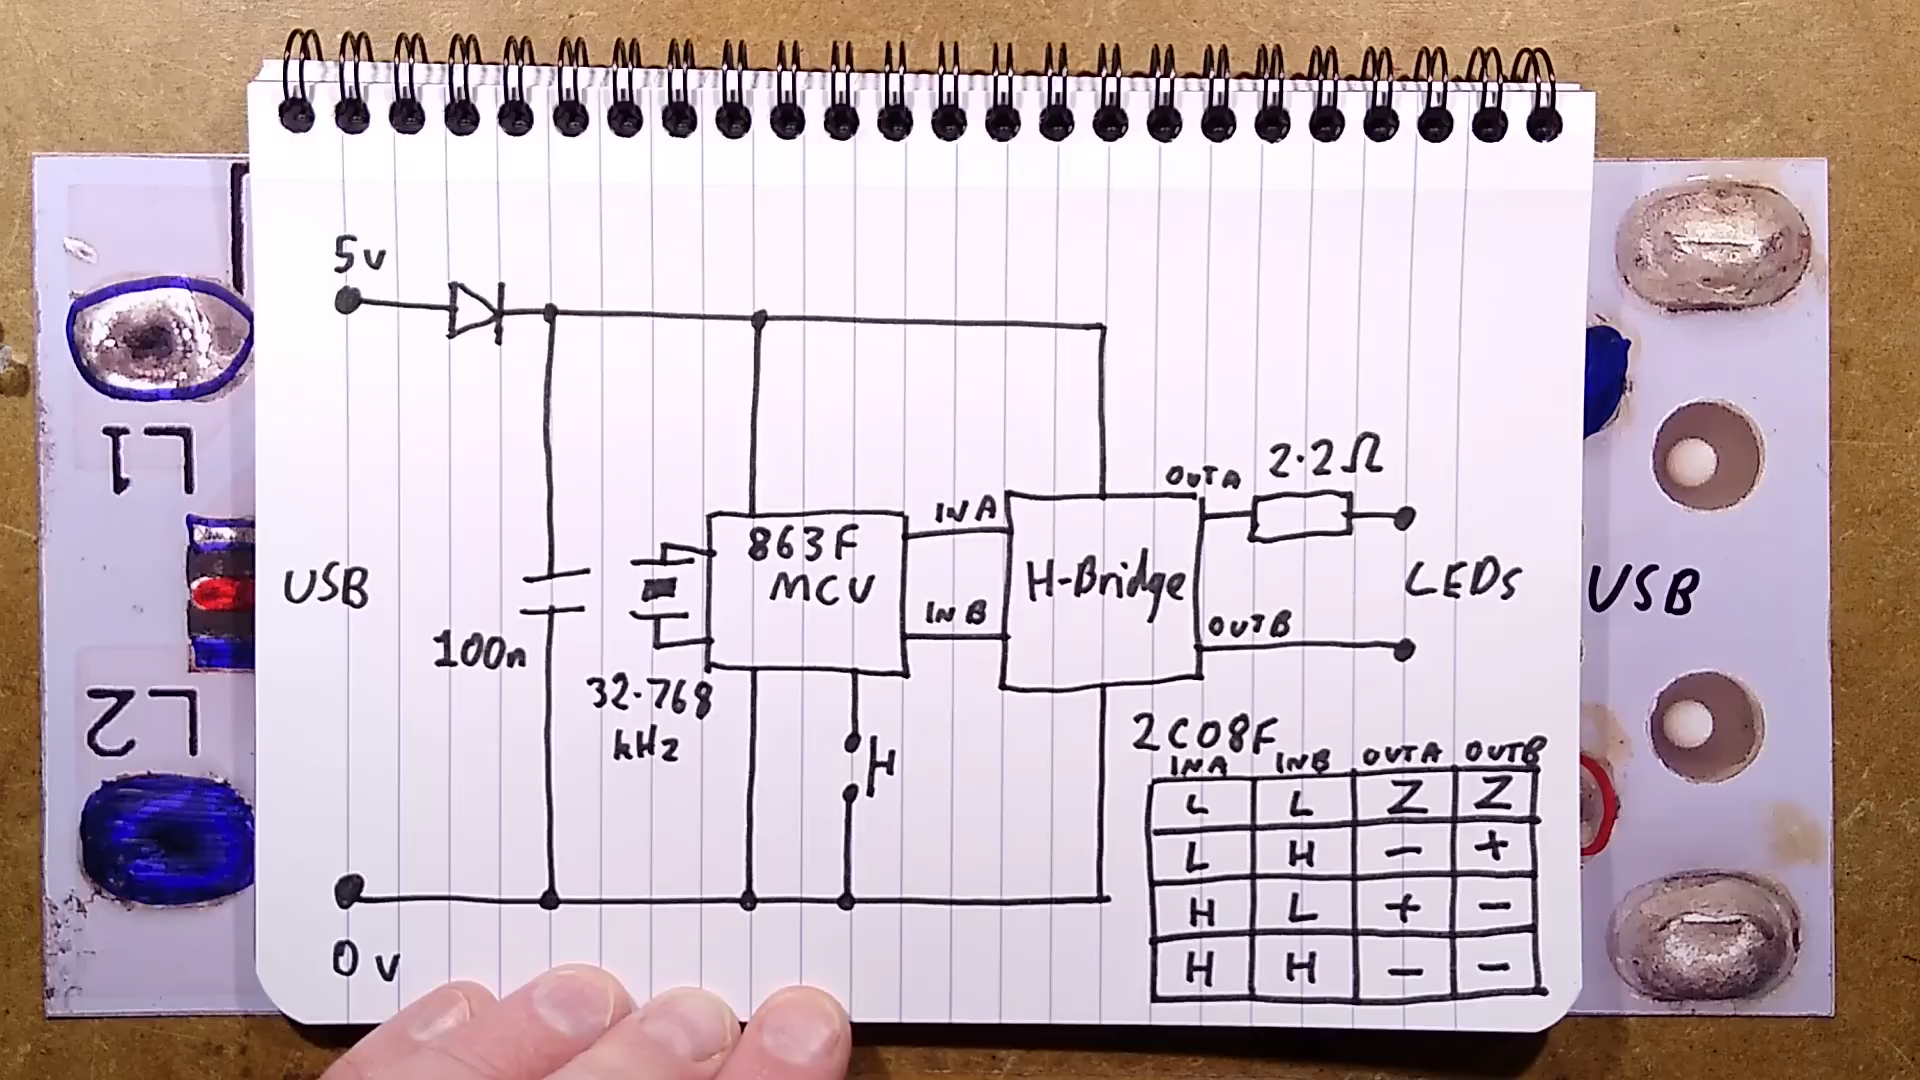 5v
OUTA
2.2Ω
L1
863F
MCU
INA
INB
H-Bridge
OUTB
LEDS
USB
USB
100n
32.768
kHz
H
L2
2C08F
INA INB OUTA OUTB
L L Z Z
L H - +
H L + -
H H - -
0v